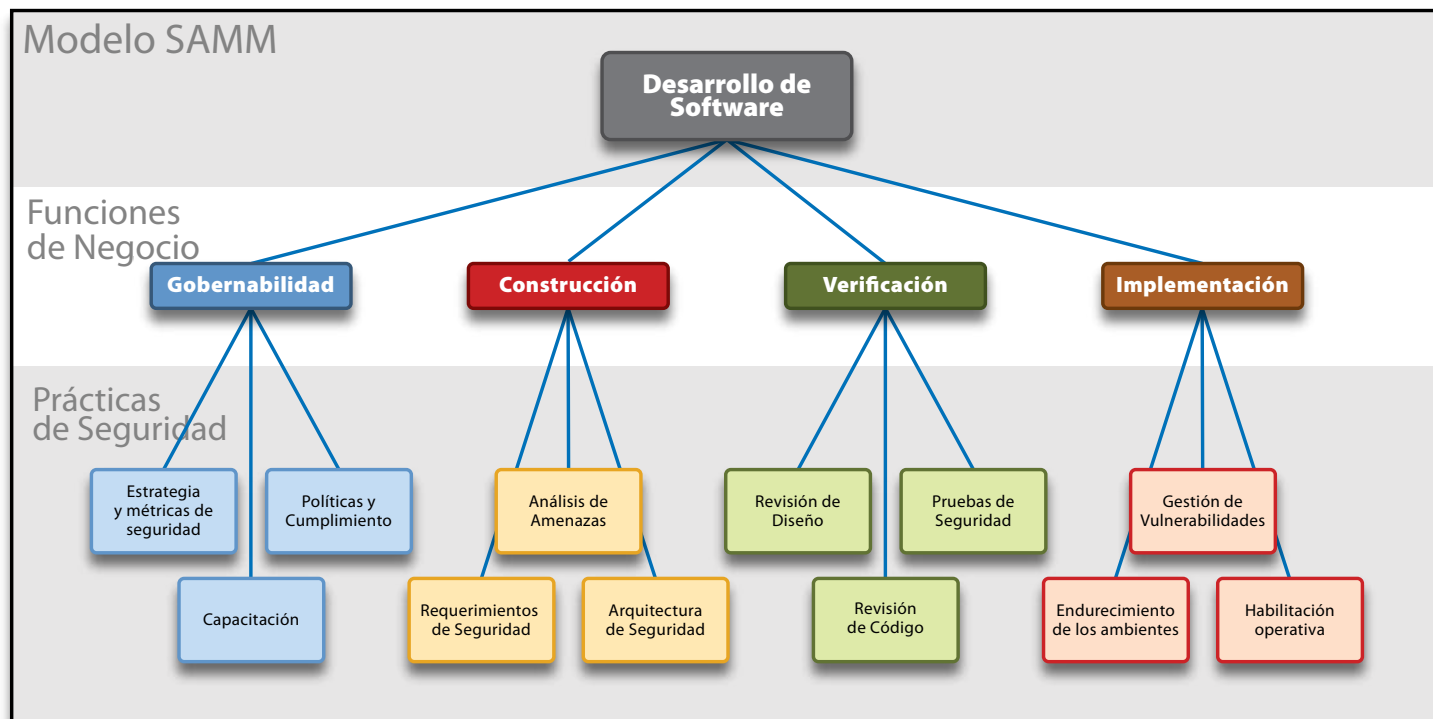 Modelo SAMM
Desarrollo de
Software
Funciones
de Negocio
Gobernabilidad
Construcción
Verificación
Implementación
Prácticas
de Seguridad
Estrategia
y métricas de
seguridad
Políticas y
Cumplimiento
Capacitación
Análisis de
Amenazas
Requerimientos
de Seguridad
Arquitectura
de Seguridad
Revisión de
Diseño
Pruebas de
Seguridad
Revisión
de Código
Gestión de
Vulnerabilidades
Endurecimiento
de los ambientes
Habilitación
operativa